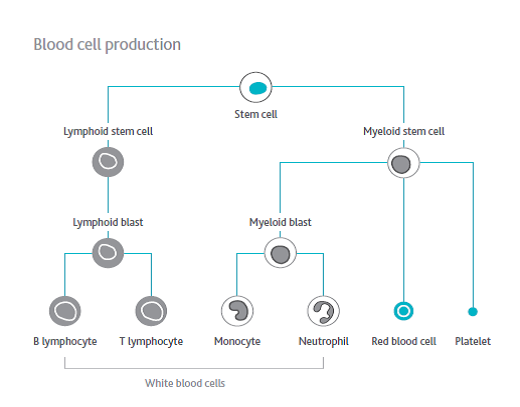 Blood cell production
Stem cell
Lymphoid stem cell
Myeloid stem cell
Lymphoid blast
Myeloid blast
B lymphocyte
T lymphocyte
Monocyte
Neutrophil
Red blood cell
Platelet
White blood cells